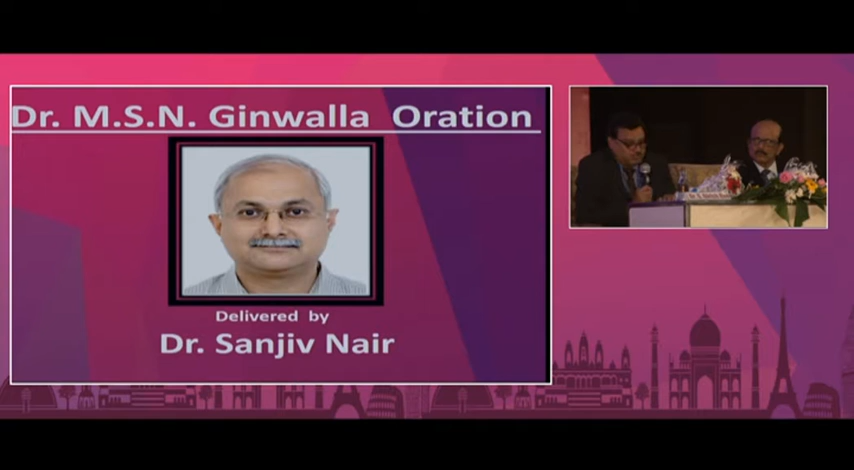 Dr. M.S.N. Ginwalla Oration
Delivered by
Dr. Sanjiv Nair